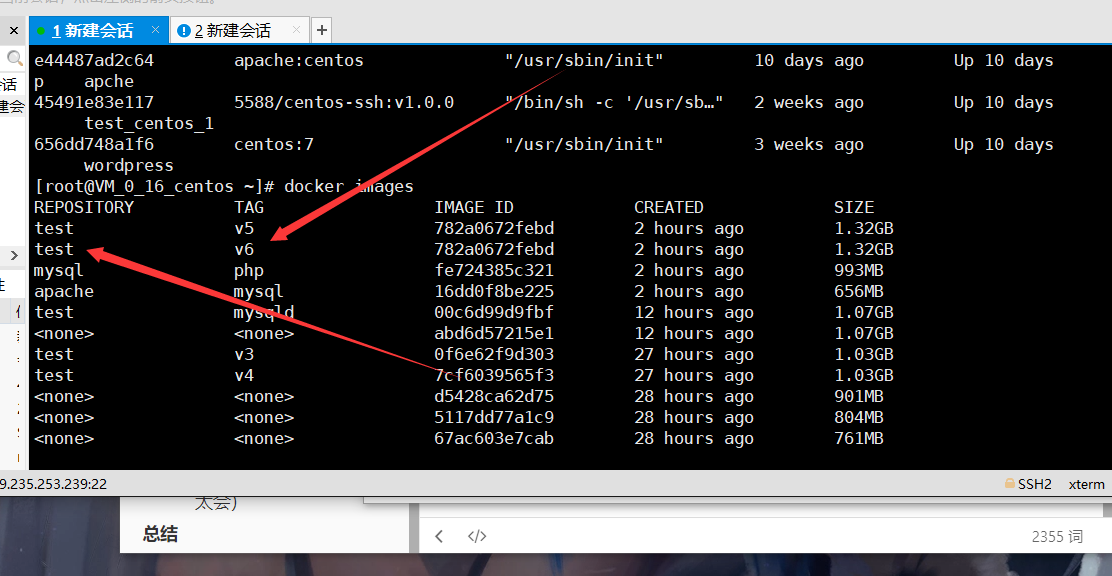 1 新建会话 × 2 新建会话 × +
e44487ad2c64 apache:centos "/usr/sbin/init" 10 days ago Up 10 days
p apche
45491e83e117 5588/centos-ssh:v1.0.0 "/bin/sh -c '/usr/sb…" 2 weeks ago Up 10 days
test_centos_1
656dd748a1f6 centos:7 "/usr/sbin/init" 3 weeks ago Up 10 days
wordpress
[root@VM_0_16_centos ~]# docker images
REPOSITORY TAG IMAGE ID CREATED SIZE
test v5 782a0672febd 2 hours ago 1.32GB
test v6 782a0672febd 2 hours ago 1.32GB
mysql php fe724385c321 2 hours ago 993MB
apache mysql 16dd0f8be225 2 hours ago 656MB
test mysqld 00c6d99d9fbf 12 hours ago 1.07GB
<none> <none> abd6d57215e1 12 hours ago 1.07GB
test v3 0f6e62f9d303 27 hours ago 1.03GB
test v4 7cf6039565f3 27 hours ago 1.03GB
<none> <none> d5428ca62d75 28 hours ago 901MB
<none> <none> 5117dd77a1c9 28 hours ago 804MB
<none> <none> 67ac603e7cab 28 hours ago 761MB
9.235.253.239:22 SSH2 xterm
太会）
总结
2355 词